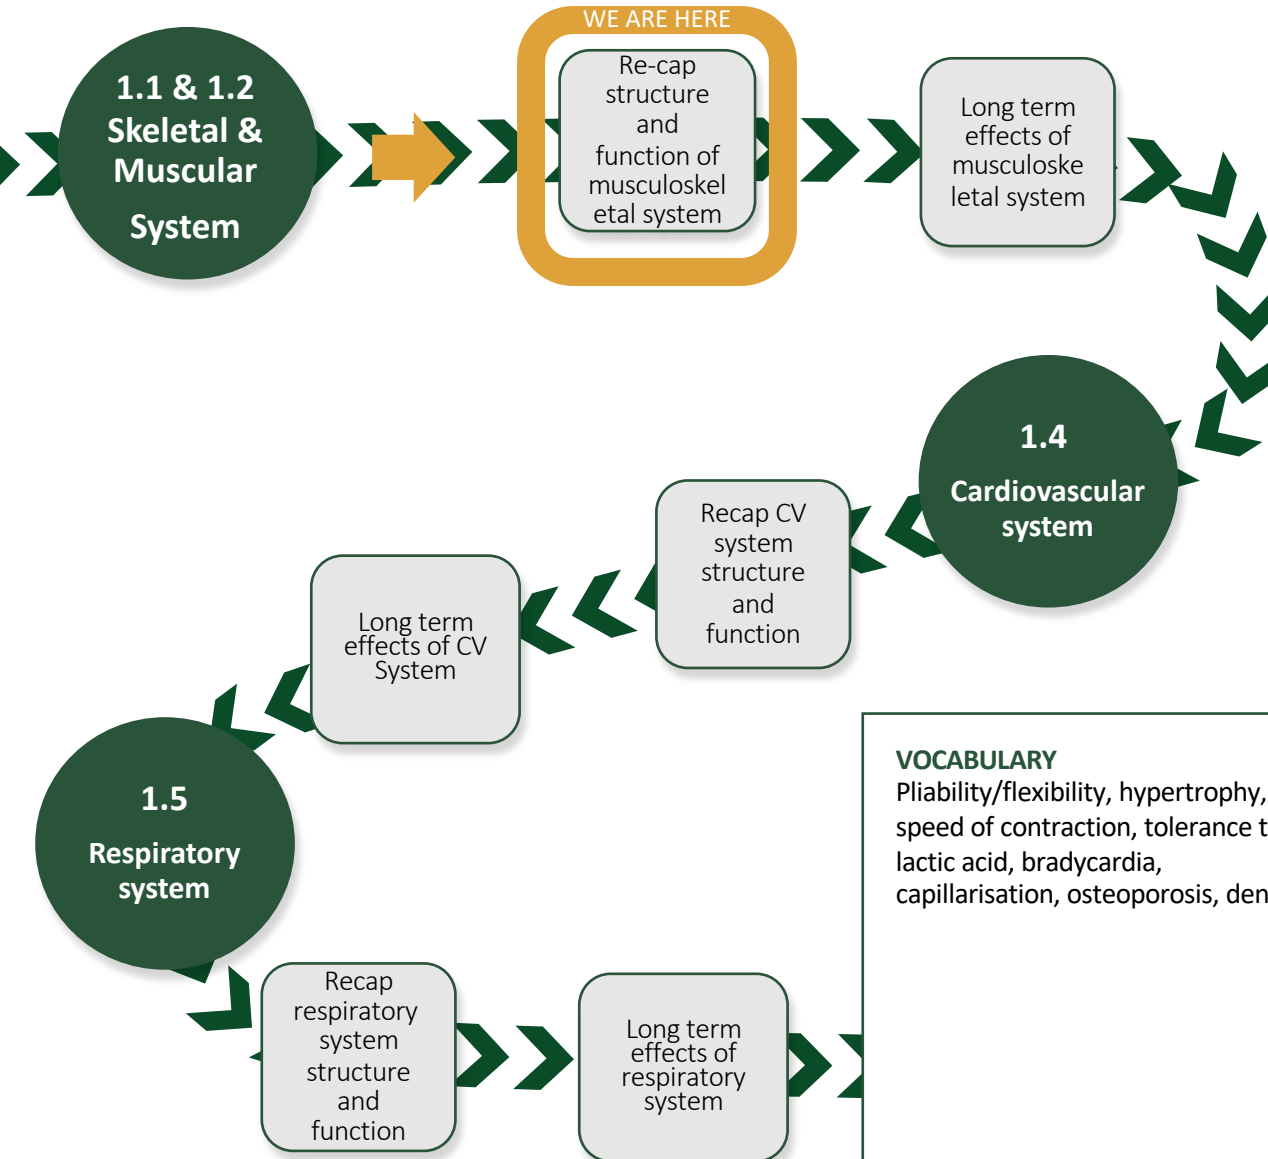 WE ARE HERE
1.1 & 1.2
Skeletal &
Muscular
System
Re-cap
structure
and
function of
musculoskel
etal system
Long term
effects of
musculoske
letal system
1.4
Cardiovascular
system
Recap CV
system
structure
and
function
Long term
effects of CV
System
1.5
Respiratory
system
Recap
respiratory
system
structure
and
function
Long term
effects of
respiratory
system
VOCABULARY
Pliability/flexibility, hypertrophy,
speed of contraction, tolerance t
lactic acid, bradycardia,
capillarisation, osteoporosis, den